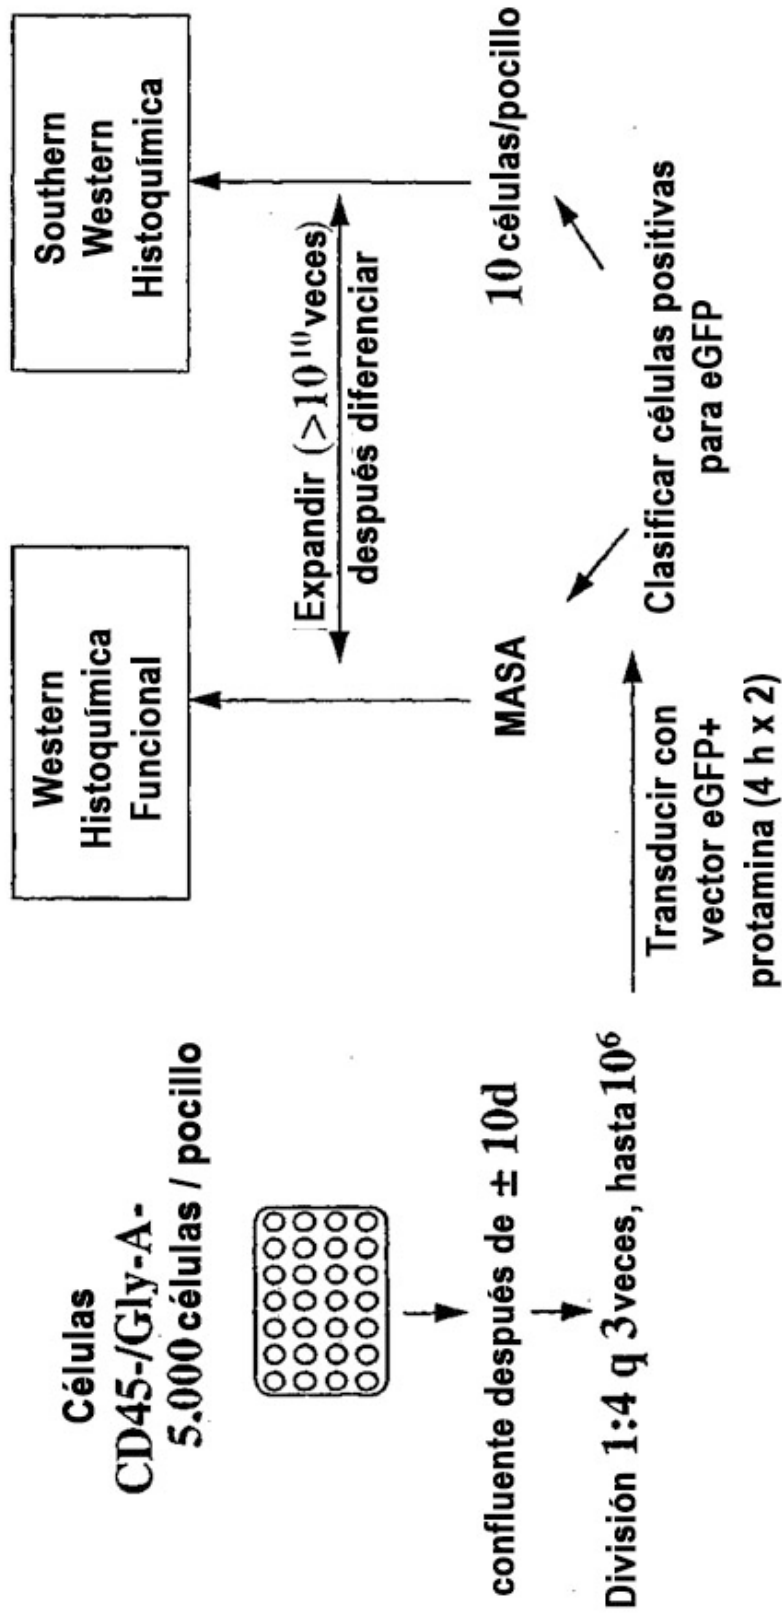 Células
CD45-/Gly-A-
5.000 células / pocillo
confluente después de ± 10d
División 1:4 q 3 veces, hasta 10⁶
Transducir con
vector eGFP+
protamina (4 h x 2)
Clasificar células positivas
para eGFP
MASA
10 células/pocillo
Expandir (>10¹⁰ veces)
después diferenciar
Western
Histoquímica
Funcional
Southern
Western
Histoquímica